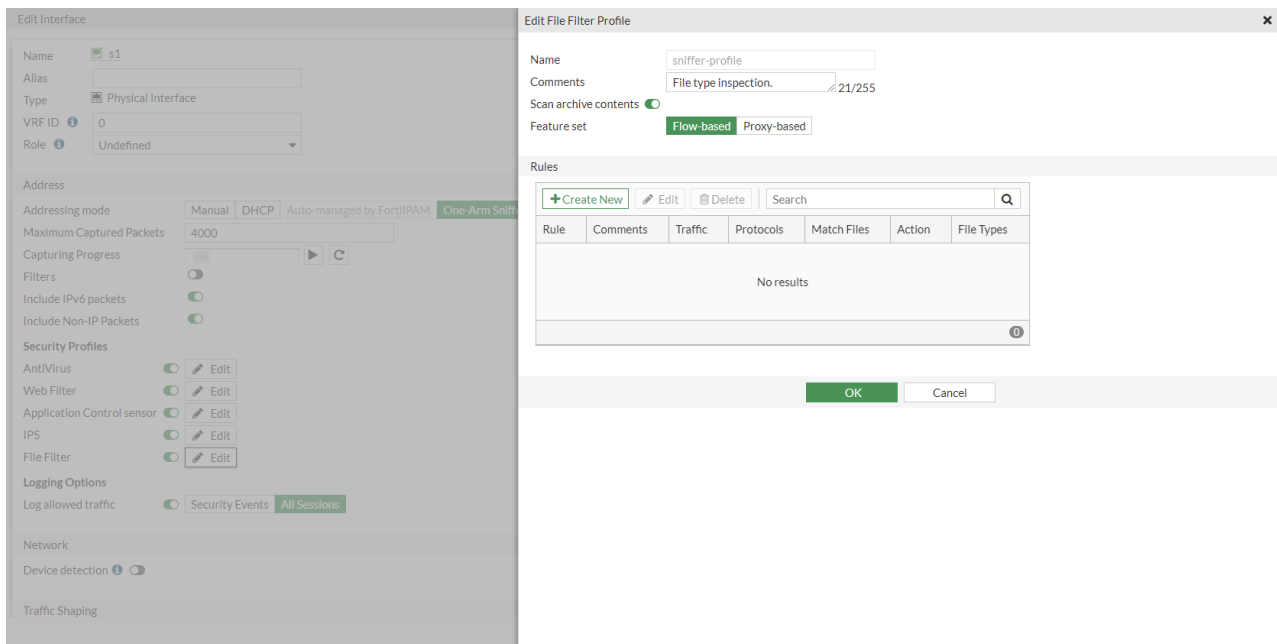 Edit Interface
Name s1
Alias
Type Physical Interface
VRF ID 0
Role Undefined
Address
Addressing mode Manual DHCP Auto-managed by FortiIPAM One-Arm Sniff
Maximum Captured Packets 4000
Capturing Progress
Filters
Include IPv6 packets
Include Non-IP Packets
Security Profiles
AntiVirus Edit
Web Filter Edit
Application Control sensor Edit
IPS Edit
File Filter Edit
Logging Options
Log allowed traffic Security Events All Sessions
Network
Device detection
Traffic Shaping
Edit File Filter Profile
Name sniffer-profile
Comments File type inspection. 21/255
Scan archive contents
Feature set Flow-based Proxy-based
Rules
Create New Edit Delete Search
Rule Comments Traffic Protocols Match Files Action File Types
No results
0
OK Cancel